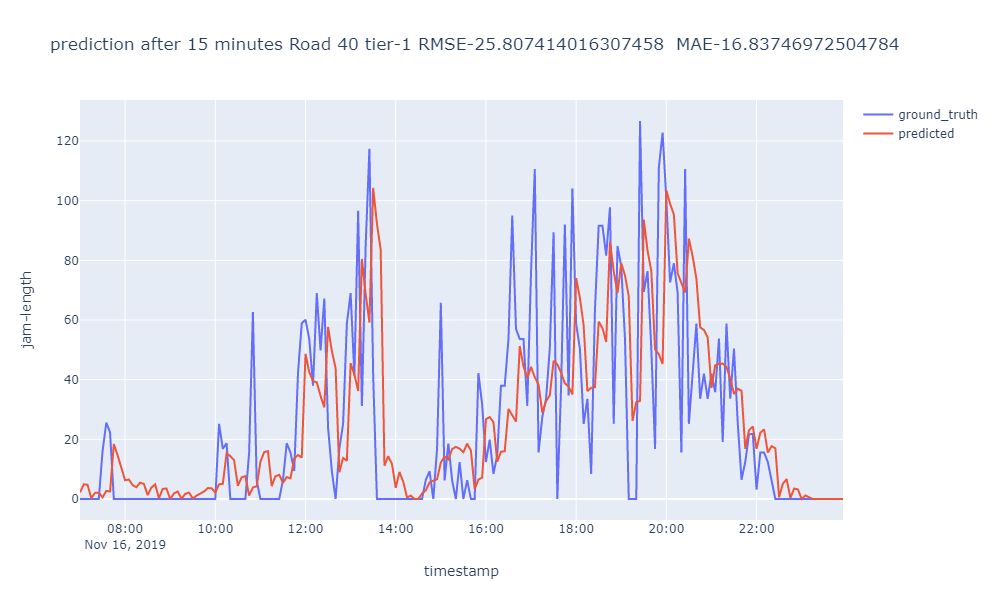 prediction after 15 minutes Road 40 tier-1 RMSE-25.807414016307458  MAE-16.83746972504784
ground_truth
predicted
120
100
80
60
40
20
0
jam-length
08:00 10:00 12:00 14:00 16:00 18:00 20:00 22:00
Nov 16, 2019
timestamp